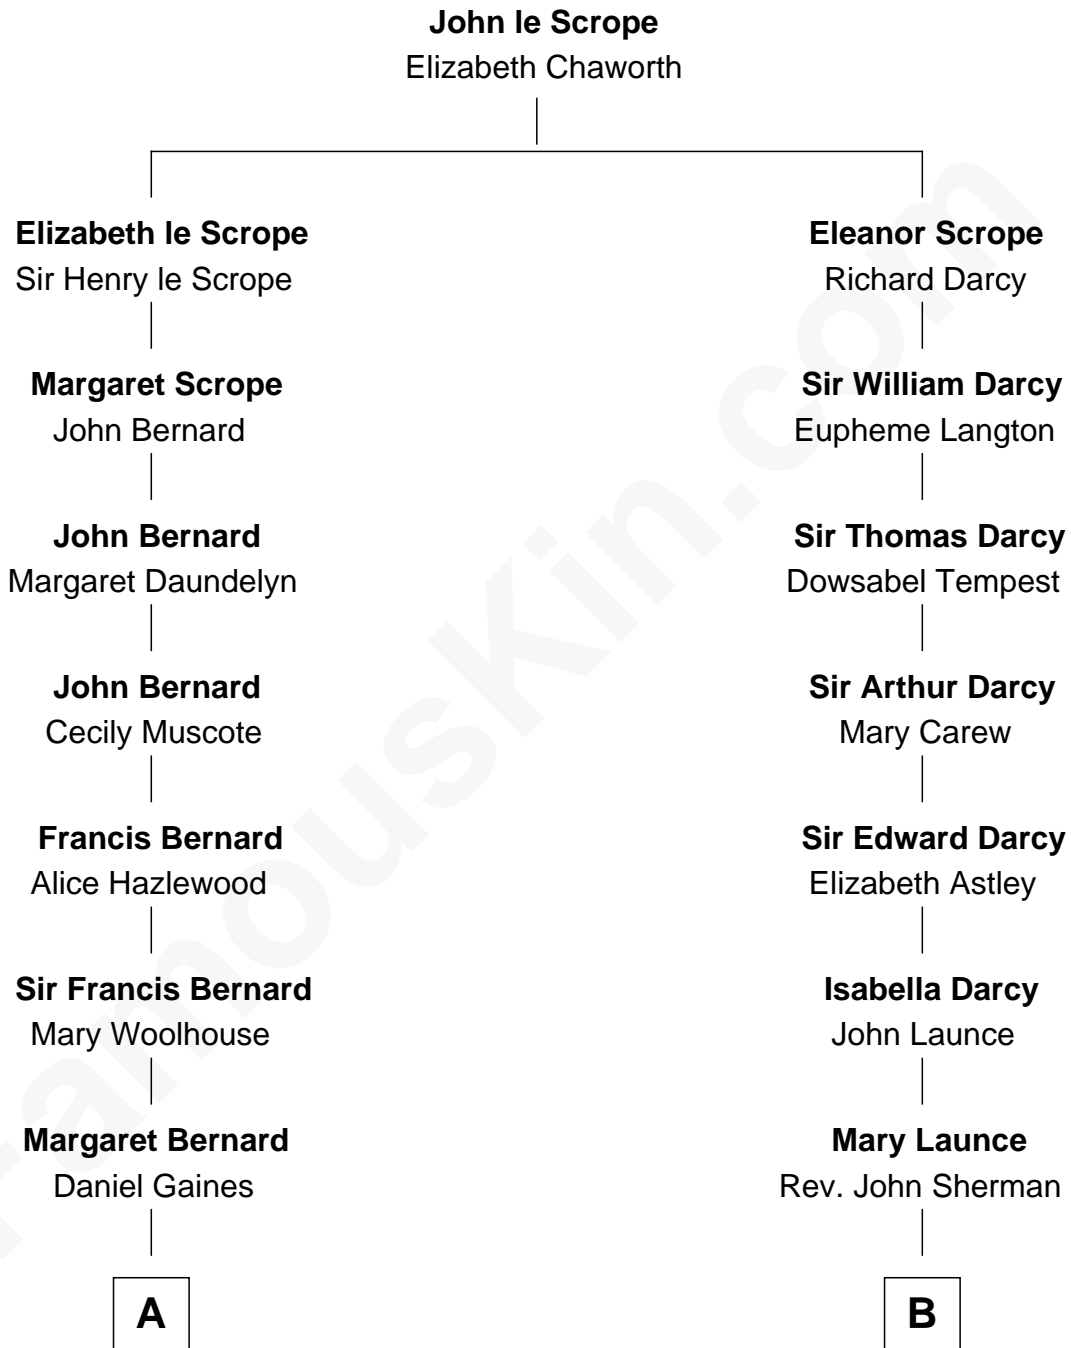 John le Scrope
Elizabeth Chaworth
Elizabeth le Scrope
Sir Henry le Scrope
Margaret Scrope
John Bernard
John Bernard
Margaret Daundelyn
John Bernard
Cecily Muscote
Francis Bernard
Alice Hazlewood
Sir Francis Bernard
Mary Woolhouse
Margaret Bernard
Daniel Gaines
A
Eleanor Scrope
Richard Darcy
Sir William Darcy
Eupheme Langton
Sir Thomas Darcy
Dowsabel Tempest
Sir Arthur Darcy
Mary Carew
Sir Edward Darcy
Elizabeth Astley
Isabella Darcy
John Launce
Mary Launce
Rev. John Sherman
B
FamousKin.com